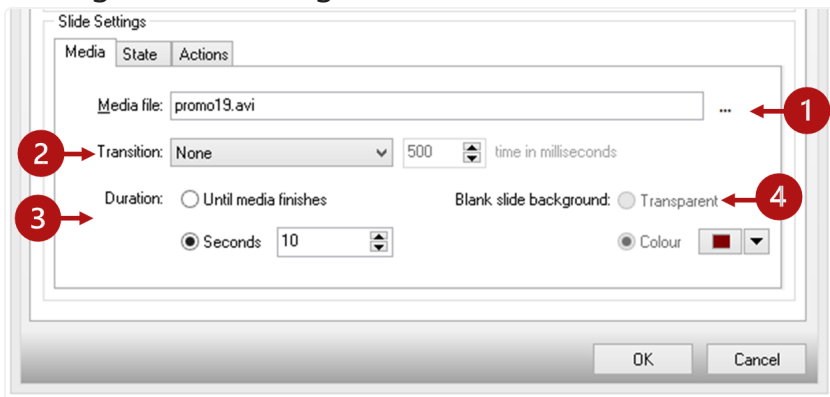 Slide Settings
Media State Actions
Media file: promo19.avi ... 1
2 Transition: None 500 time in milliseconds
3 Duration: Until media finishes Blank slide background: Transparent 4
Seconds 10 Colour
OK Cancel